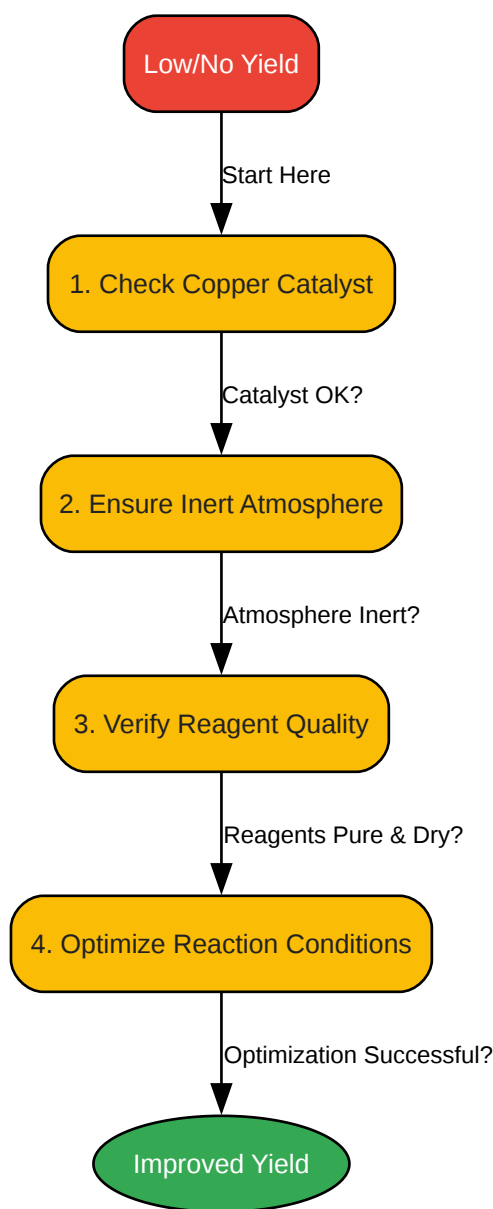 Low/No Yield
Start Here
1. Check Copper Catalyst
Catalyst OK?
2. Ensure Inert Atmosphere
Atmosphere Inert?
3. Verify Reagent Quality
Reagents Pure & Dry?
4. Optimize Reaction Conditions
Optimization Successful?
Improved Yield